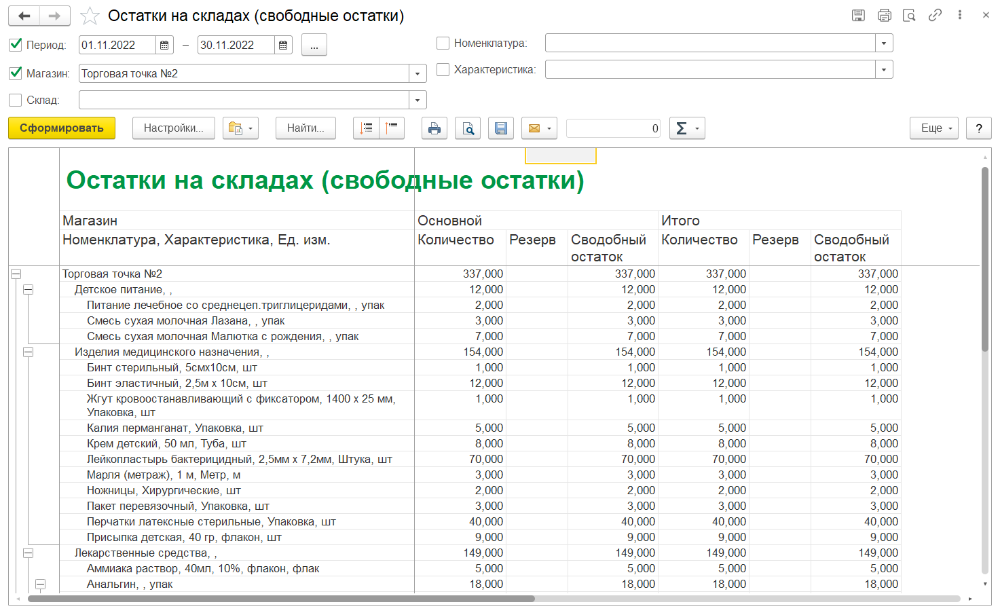 Остатки на складах (свободные остатки)
Период: 01.11.2022 – 30.11.2022 ...
Номенклатура:
Магазин: Торговая точка №2
Характеристика:
Склад:
Сформировать Настройки... Найти... 0 Σ Еще ?
Остатки на складах (свободные остатки)
Магазин Основной Итого
Номенклатура, Характеристика, Ед. изм. Количество Резерв Сводобный остаток Количество Резерв Сводобный остаток
Торговая точка №2 337,000 337,000 337,000 337,000
Детское питание, , 12,000 12,000 12,000 12,000
Питание лечебное со среднецеп.триглицеридами, , упак 2,000 2,000 2,000 2,000
Смесь сухая молочная Лазана, , упак 3,000 3,000 3,000 3,000
Смесь сухая молочная Малютка с рождения, , упак 7,000 7,000 7,000 7,000
Изделия медицинского назначения, , 154,000 154,000 154,000 154,000
Бинт стерильный, 5смх10см, шт 1,000 1,000 1,000 1,000
Бинт эластичный, 2,5м х 10см, шт 12,000 12,000 12,000 12,000
Жгут кровоостанавливающий с фиксатором, 1400 х 25 мм, 1,000 1,000 1,000 1,000
Упаковка, шт
Калия перманганат, Упаковка, шт 5,000 5,000 5,000 5,000
Крем детский, 50 мл, Туба, шт 8,000 8,000 8,000 8,000
Лейкопластырь бактерицидный, 2,5мм х 7,2мм, Штука, шт 70,000 70,000 70,000 70,000
Марля (метраж), 1 м, Метр, м 3,000 3,000 3,000 3,000
Ножницы, Хирургические, шт 2,000 2,000 2,000 2,000
Пакет перевязочный, Упаковка, шт 3,000 3,000 3,000 3,000
Перчатки латексные стерильные, Упаковка, шт 40,000 40,000 40,000 40,000
Присыпка детская, 40 гр, флакон, шт 9,000 9,000 9,000 9,000
Лекарственные средства, , 149,000 149,000 149,000 149,000
Аммиака раствор, 40мл, 10%, флакон, флак 5,000 5,000 5,000 5,000
Анальгин, , упак 18,000 18,000 18,000 18,000